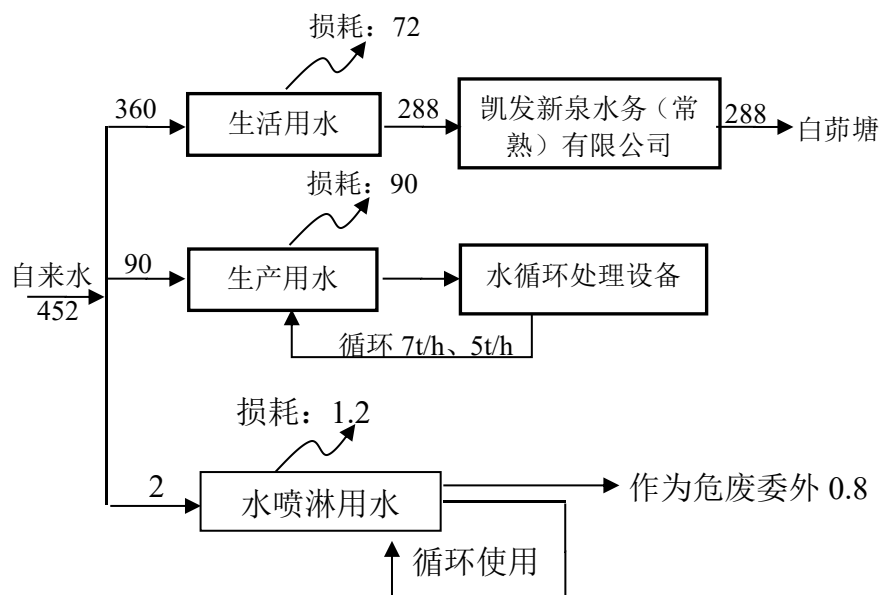 损耗：72
360
生活用水
288
凯发新泉水务（常
熟）有限公司
288
白茆塘
损耗：90
自来水
452
90
生产用水
水循环处理设备
循环 7t/h、5t/h
损耗：1.2
2
水喷淋用水
作为危废委外 0.8
循环使用